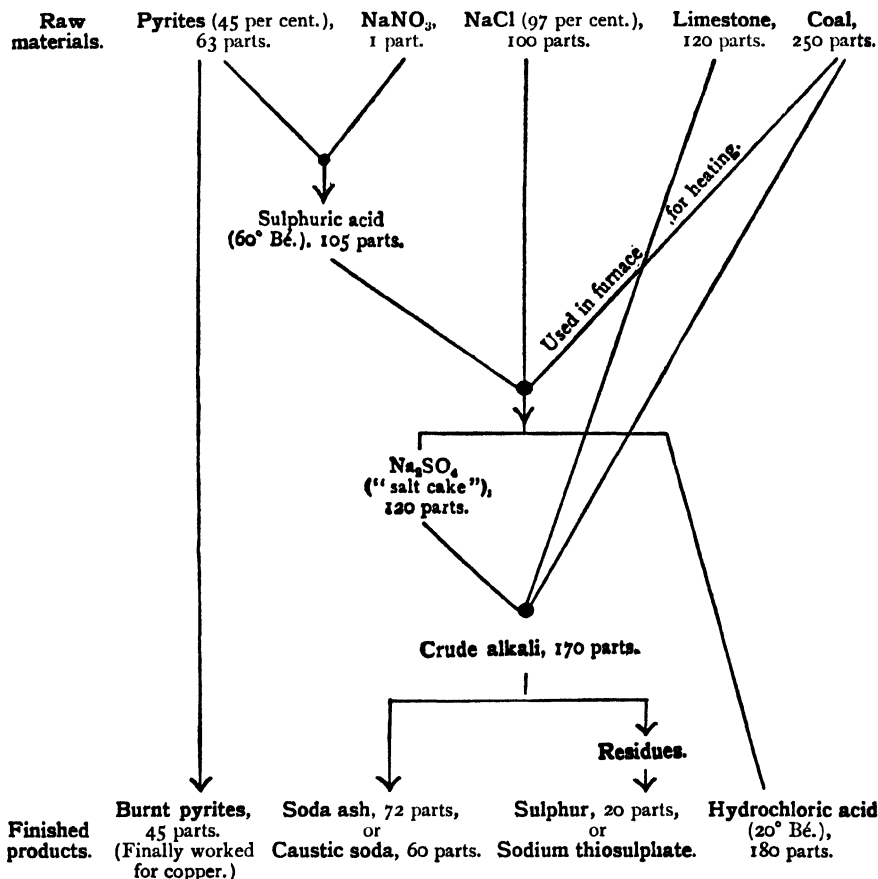 Raw materials.
Pyrites (45 per cent.),
63 parts.
NaNO₃,
1 part.
NaCl (97 per cent.),
100 parts.
Limestone,
120 parts.
Coal,
250 parts.
Used in furnace for heating.
Sulphuric acid
(60° Bé.), 105 parts.
Na₂SO₄
(“salt cake”),
120 parts.
Crude alkali, 170 parts.
Residues.
Finished
products.
Burnt pyrites,
45 parts.
(Finally worked
for copper.)
Soda ash, 72 parts,
or
Caustic soda, 60 parts.
Sulphur, 20 parts,
or
Sodium thiosulphate.
Hydrochloric acid
(20° Bé.),
180 parts.